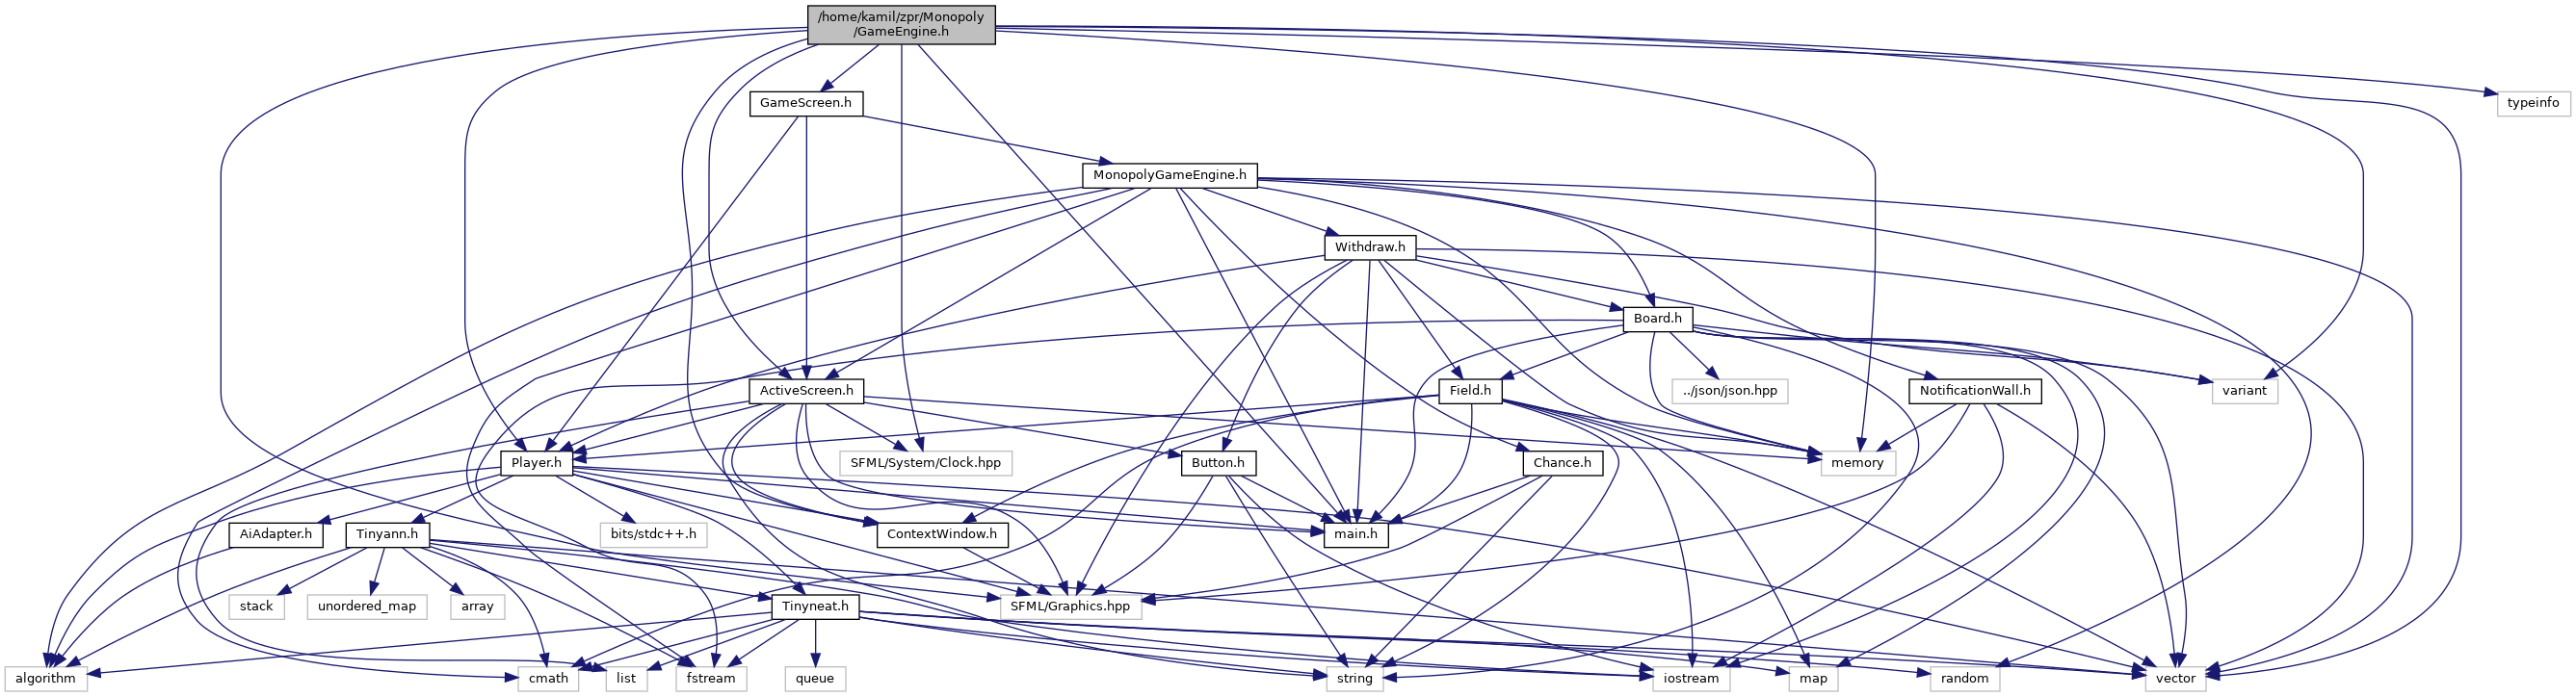 /home/kamil/zpr/Monopoly
/GameEngine.h
GameScreen.h
typeinfo
MonopolyGameEngine.h
Withdraw.h
Board.h
ActiveScreen.h
Field.h
../json/json.hpp
NotificationWall.h
variant
Player.h
SFML/System/Clock.hpp
Button.h
Chance.h
memory
AiAdapter.h
Tinyann.h
bits/stdc++.h
ContextWindow.h
main.h
stack
unordered_map
array
Tinyneat.h
SFML/Graphics.hpp
algorithm
cmath
list
fstream
queue
string
iostream
map
random
vector